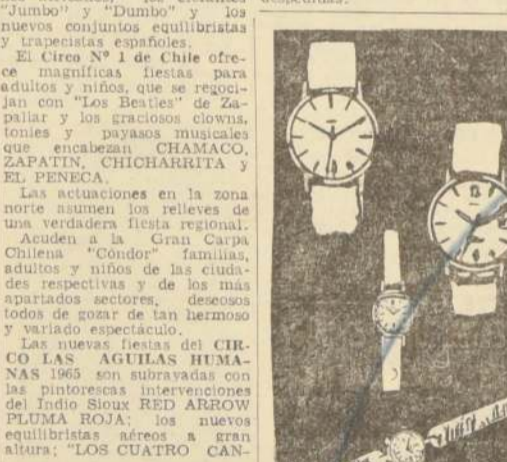 "Jumbo" y "Dumbo" y los
nuevos conjuntos equilibristas
y trapecistas españoles.
El Circo Nº 1 de Chile ofre-
ce magníficas fiestas para
adultos y niños, que se regoci-
jan con "Los Beatles" de Za-
pallar y los graciosos clowns,
tonies y payasos musicales
que encabezan CHAMACO,
ZAPATIN, CHICHARRITA y
EL PENECA.
Las actuaciones en la zona
norte asumen los relieves de
una verdadera fiesta regional.
Acuden a la Gran Carpa
Chilena "Cóndor" familias,
adultos y niños de las ciuda-
des respectivas y de los más
apartados sectores, deseosos
todos de gozar de tan hermoso
y variado espectáculo.
Las nuevas fiestas del CIR-
CO LAS AGUILAS HUMA-
NAS 1965 son subrayadas con
las pintorescas intervenciones
del Indio Sioux RED ARROW
PLUMA ROJA; los nuevos
equilibristas aéreos a gran
altura; "LOS CUATRO CAN-